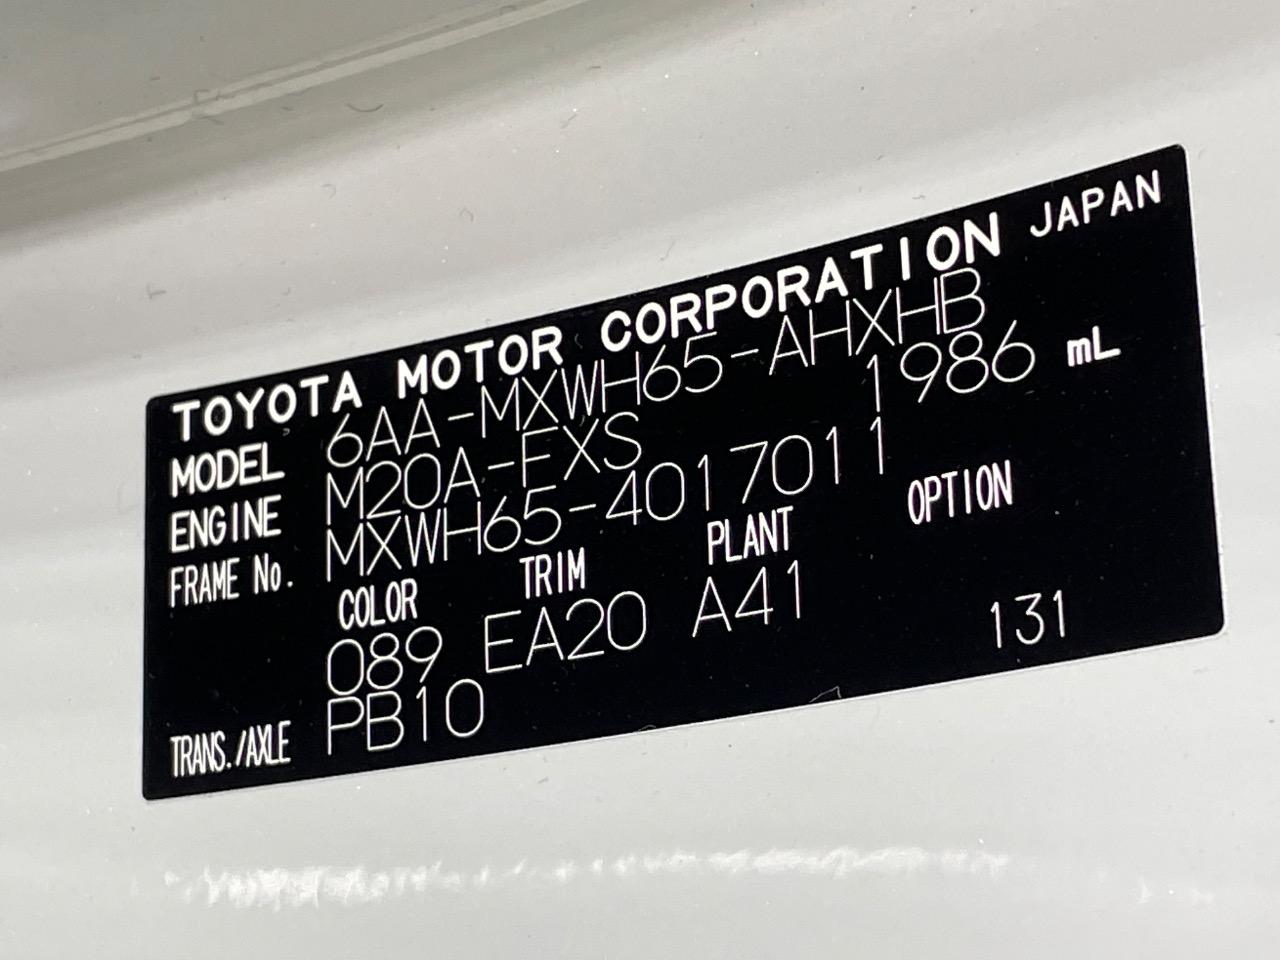 TOYOTA MOTOR CORPORATION JAPAN
MODEL 6AA-MXWH65-AHXHB
ENGINE M20A-FXS 1986 mL
FRAME No. MXWH65-4017011
COLOR TRIM PLANT OPTION
089 EA20 A41
131
TRANS./AXLE PB10